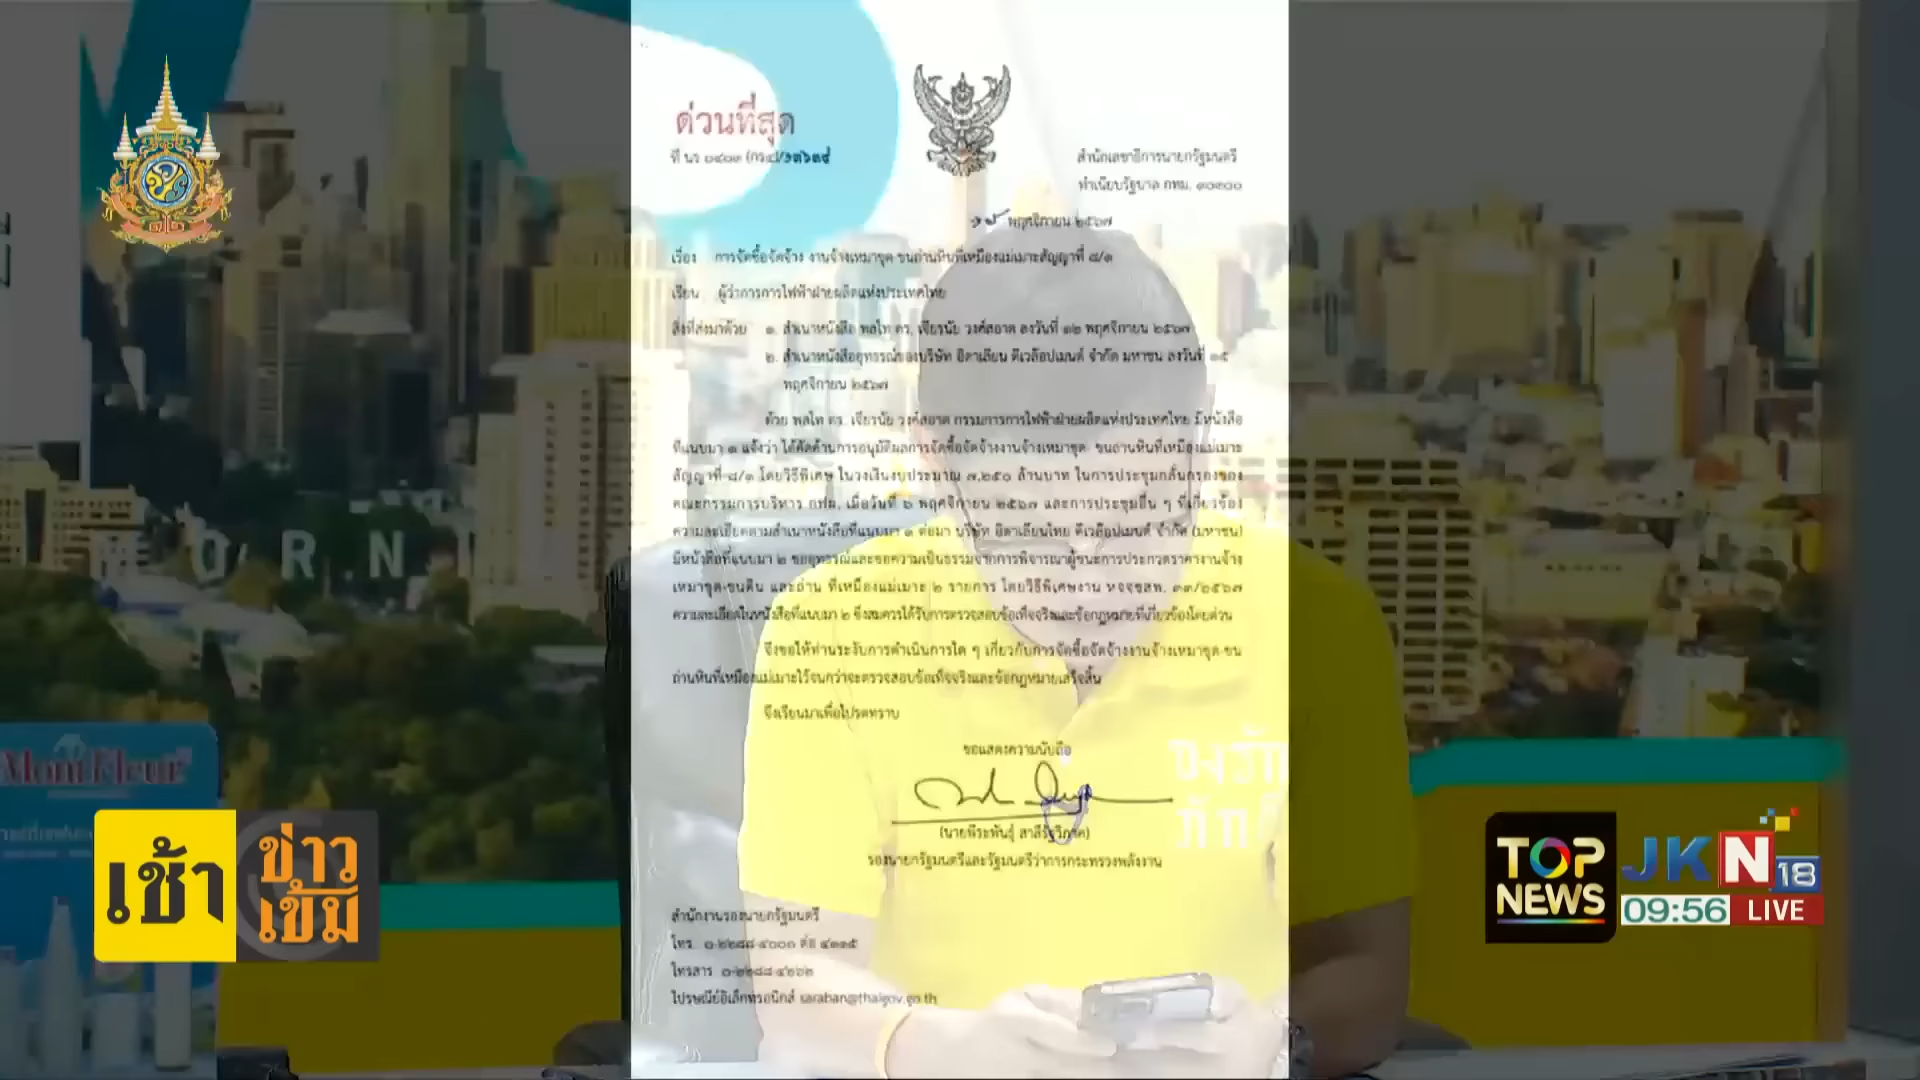 ด่วนที่สุด
ที่ นร ๐๔๐๓ (กร๔)/
สำนักเลขาธิการนายกรัฐมนตรี
ทำเนียบรัฐบาล กทม. ๑๐๓๐๐
พฤศจิกายน ๒๕๖๗
เรื่อง การจัดซื้อจัดจ้าง งานจ้างเหมาขุด-ขนถ่านหินที่เหมืองแม่เมาะสัญญาที่ ๘/๑
เรียน ผู้ว่าการการไฟฟ้าฝ่ายผลิตแห่งประเทศไทย
สิ่งที่ส่งมาด้วย ๑. สำเนาหนังสือ พลโท ดร. เจียรนัย วงศ์สอาด ลงวันที่ ๑๒ พฤศจิกายน ๒๕๖๗
๒. สำเนาหนังสืออุทธรณ์ของบริษัท อิตาเลียน ดีเวล๊อปเมนต์ จำกัด มหาชน ลงวันที่ ๑๕
พฤศจิกายน ๒๕๖๗
ด้วย พลโท ดร. เจียรนัย วงศ์สอาด กรรมการการไฟฟ้าฝ่ายผลิตแห่งประเทศไทย มีหนังสือ
ที่แนบมา ๑ แจ้งว่า ได้คัดค้านการอนุมัติผลการจัดซื้อจัดจ้างงานจ้างเหมาขุด- ขนถ่านหินที่เหมืองแม่เมาะ
สัญญาที่ ๘/๑ โดยวิธีพิเศษ ในวงเงินงบประมาณ ๗,๒๕๐ ล้านบาท ในการประชุมกลั่นกรองของ
คณะกรรมการบริหาร กฟผ. เมื่อวันที่ ๖ พฤศจิกายน ๒๕๖๗ และการประชุมอื่น ๆ ที่เกี่ยวข้อง
ความละเอียดตามสำเนาหนังสือที่แนบมา ๑ ต่อมา บริษัท อิตาเลียนไทย ดีเวล๊อปเมนต์ จำกัด (มหาชน)
มีหนังสือที่แนบมา ๒ ขออุทธรณ์และขอความเป็นธรรมจากการพิจารณาผู้ชนะการประกวดราคางานจ้าง
เหมาขุด-ขนดิน และถ่าน ที่เหมืองแม่เมาะ ๒ รายการ โดยวิธีพิเศษงาน หจจขสพ. ๓๓/๒๕๖๗
ความละเอียดในหนังสือที่แนบมา ๒ ซึ่งสมควรได้รับการตรวจสอบข้อเท็จจริงและข้อกฎหมายที่เกี่ยวข้องโดยด่วน
จึงขอให้ท่านระงับการดำเนินการใด ๆ เกี่ยวกับการจัดซื้อจัดจ้างงานจ้างเหมาขุด-ขน
ถ่านหินที่เหมืองแม่เมาะไว้จนกว่าจะตรวจสอบข้อเท็จจริงและข้อกฎหมายเสร็จสิ้น
จึงเรียนมาเพื่อโปรดทราบ
ขอแสดงความนับถือ
(นายพีระพันธุ์ สาลีรัฐวิภาค)
รองนายกรัฐมนตรีและรัฐมนตรีว่าการกระทรวงพลังงาน
สำนักงานรองนายกรัฐมนตรี
โทร. ๐-๒๒๘๘-๔๐๐๐ ต่อ
โทรสาร
ไปรษณีย์อิเล็กทรอนิกส์ saraban@thaigov.go.th
ORN
Mont Fleur
เช้า
ข่าว
เข้ม
จงรัก
ภัก
TOP
NEWS
JKN18
09:56 LIVE